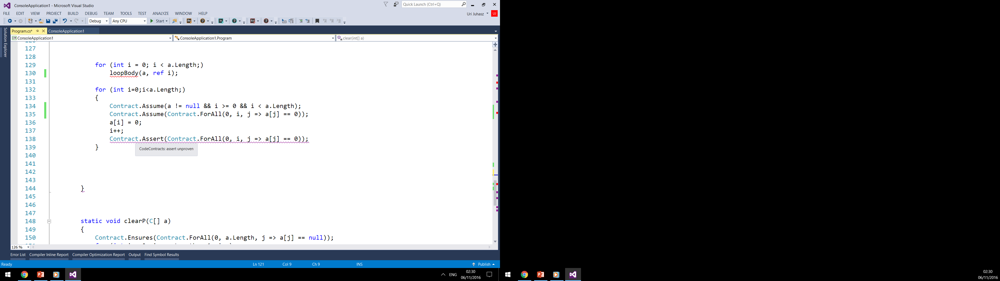 ConsoleApplication1 - Microsoft Visual Studio
Quick Launch (Ctrl+Q)
FILE EDIT VIEW PROJECT BUILD DEBUG TEAM TOOLS TEST ANALYZE WINDOW HELP
Uri Juhasz UJ
Debug Any CPU Start
Solution Explorer
Program.cs* ConsoleApplication1
ConsoleApplication1 ConsoleApplication1.Program clear(int[] a)
127
128
129 for (int i = 0; i < a.Length;)
130 loopBody(a, ref i);
131
132 for (int i=0;i<a.Length;)
133 {
134 Contract.Assume(a != null && i >= 0 && i < a.Length);
135 Contract.Assume(Contract.ForAll(0, i, j => a[j] == 0));
136 a[i] = 0;
137 i++;
138 Contract.Assert(Contract.ForAll(0, i, j => a[j] == 0));
139 }
CodeContracts: assert unproven
140
141
142
143
144 }
145
146
147
148 static void clearP(C[] a)
149 {
150 Contract.Ensures(Contract.ForAll(0, a.Length, j => a[j] == null));
126 %
Error List Compiler Inline Report Compiler Optimization Report Output Find Symbol Results
Ready Ln 121 Col 9 Ch 9 INS Publish
ENG 02:30
06/11/2016
02:30
06/11/2016